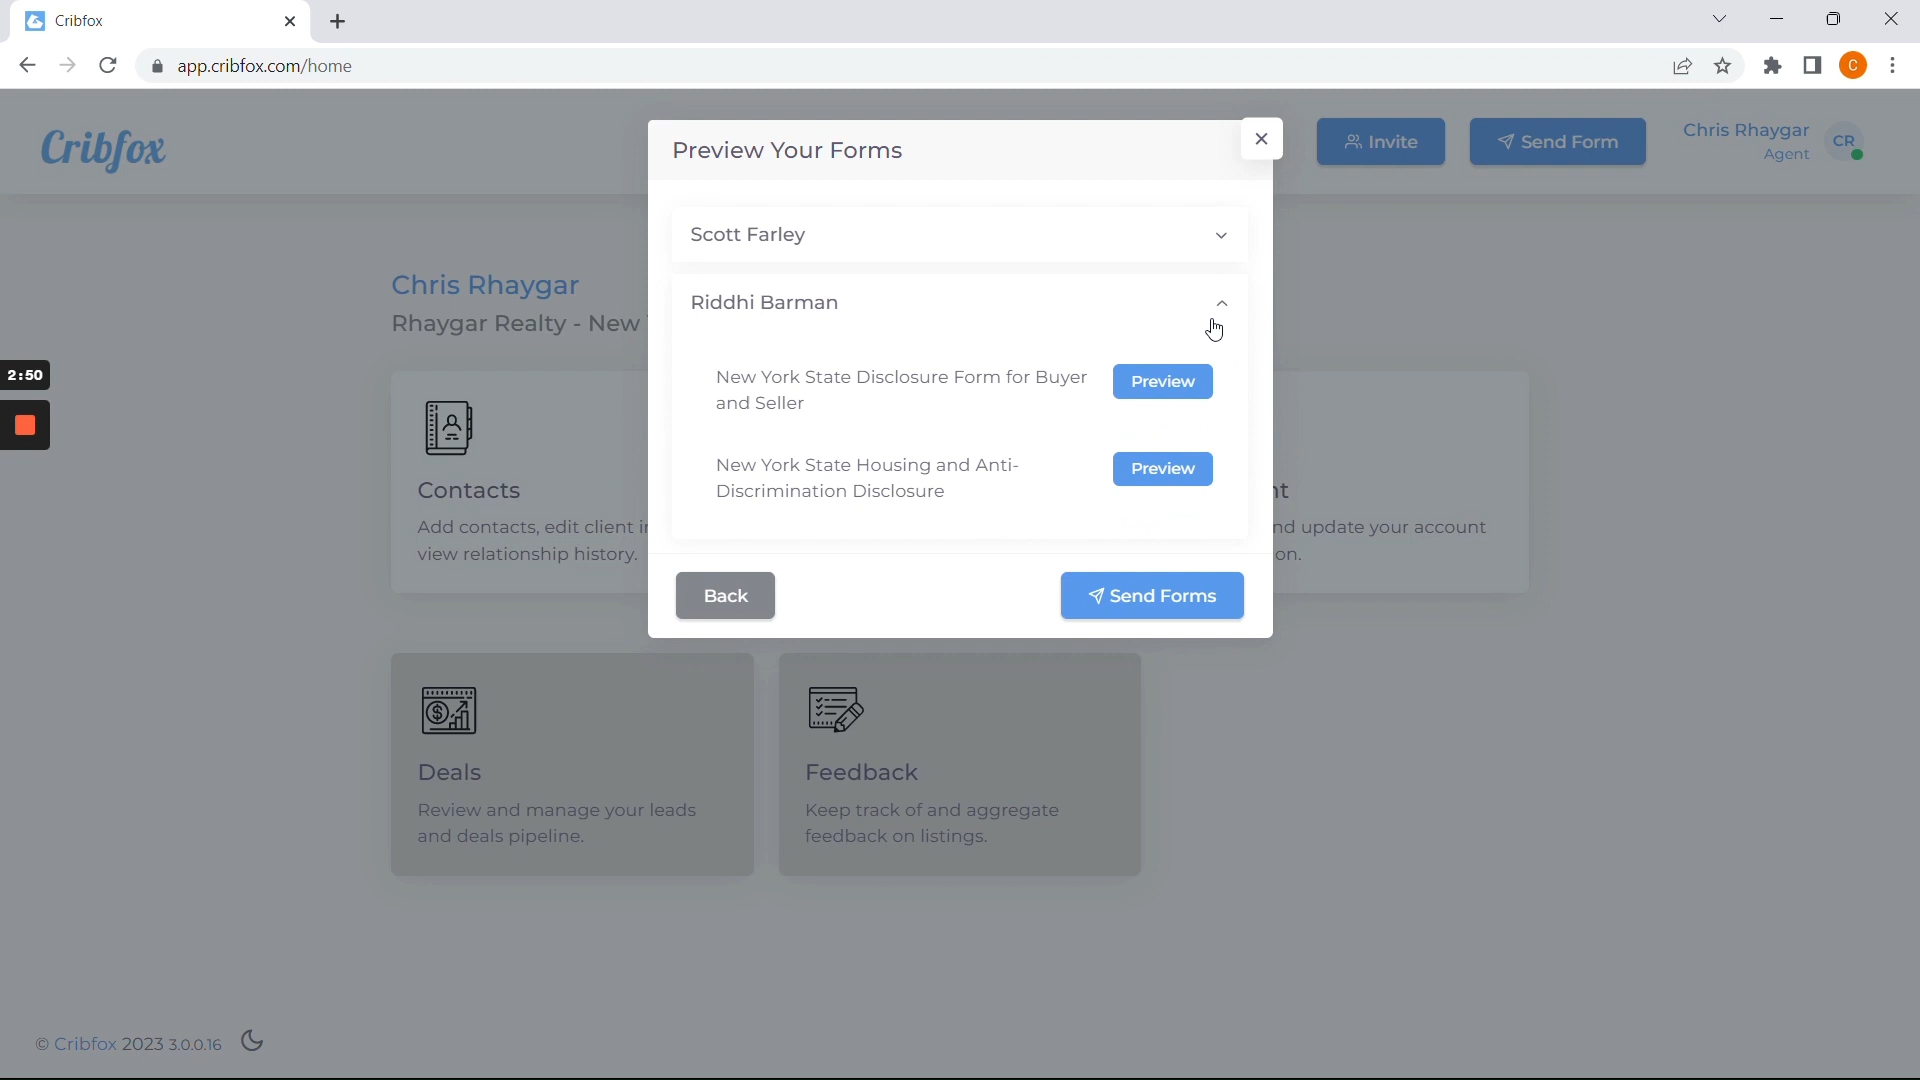 Cribfox
app.cribfox.com/home
C
Cribfox
Preview Your Forms
Invite
Send Form
Chris Rhaygar
Agent
CR
Scott Farley
Chris Rhaygar
Rhaygar Realty - New
Riddhi Barman
2:50
New York State Disclosure Form for Buyer
and Seller
Preview
New York State Housing and Anti-
Discrimination Disclosure
Preview
Contacts
Add contacts, edit client
view relationship history.
nt
nd update your account
on.
Back
Send Forms
Deals
Review and manage your leads
and deals pipeline.
Feedback
Keep track of and aggregate
feedback on listings.
© Cribfox 2023 3.0.0.16